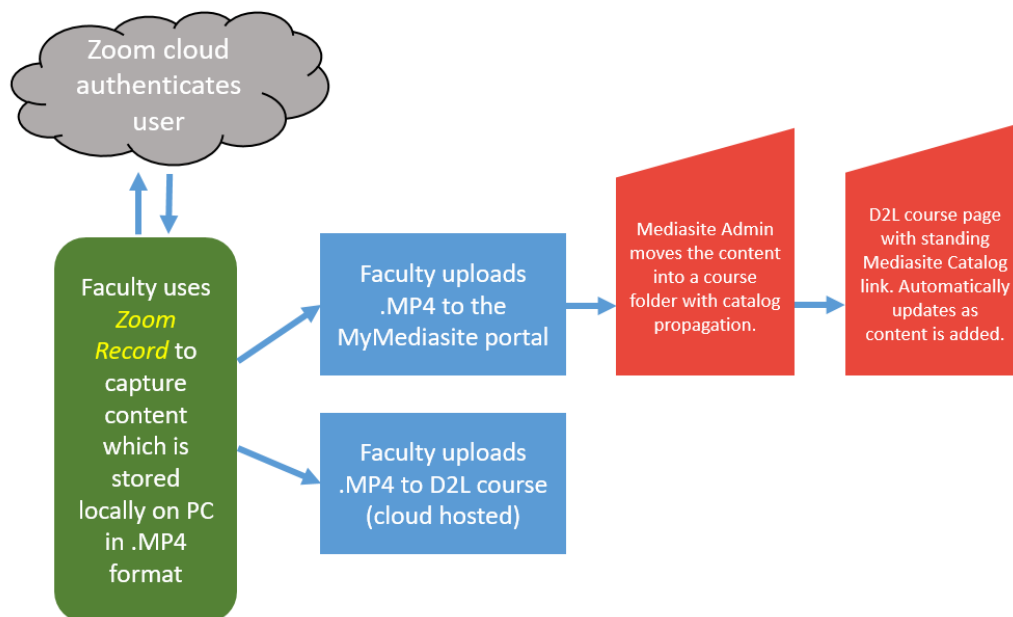 Zoom cloud
authenticates
user
Faculty uses
Zoom
Record to
capture
content
which is
stored
locally on PC
in .MP4
format
Faculty uploads
.MP4 to the
MyMediasite portal
Faculty uploads
.MP4 to D2L course
(cloud hosted)
Mediasite Admin
moves the content
into a course
folder with catalog
propagation.
D2L course page
with standing
Mediasite Catalog
link. Automatically
updates as
content is added.